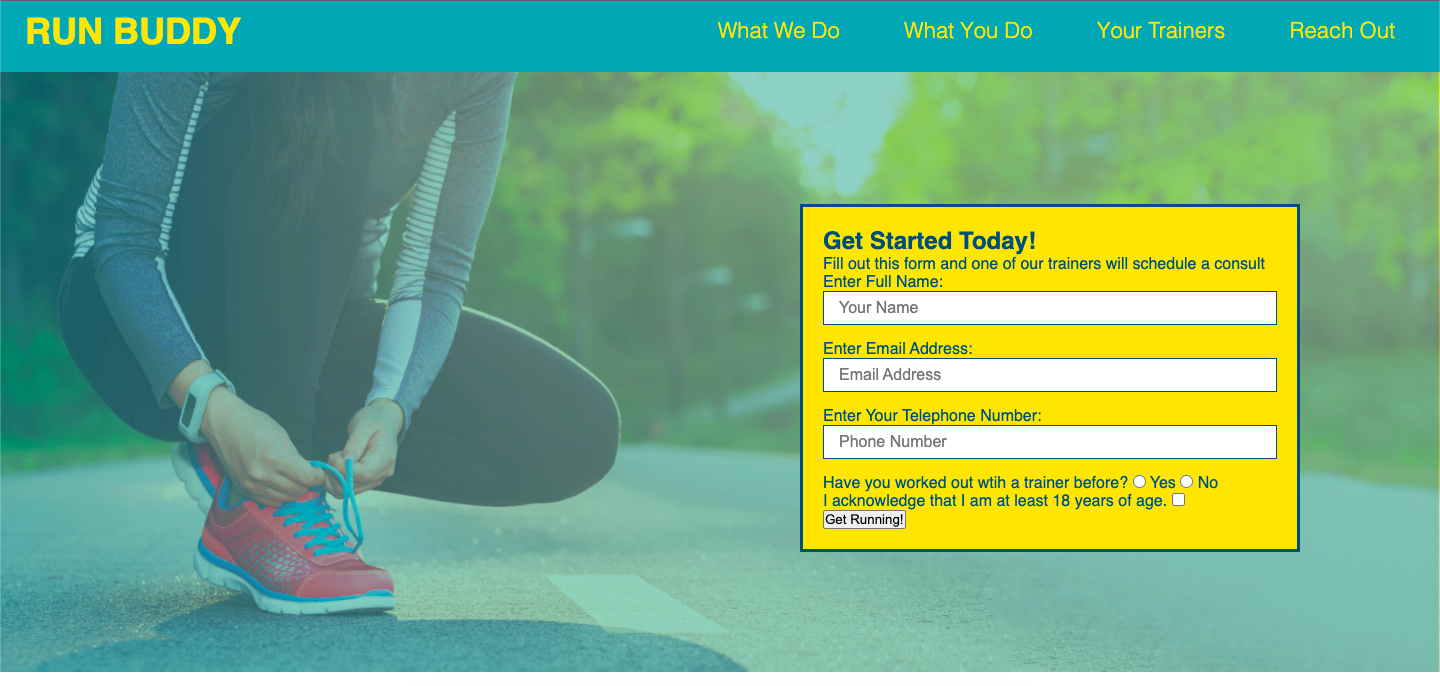 RUN BUDDY
What We Do What You Do Your Trainers Reach Out
Get Started Today!
Fill out this form and one of our trainers will schedule a consult
Enter Full Name:
Your Name
Enter Email Address:
Email Address
Enter Your Telephone Number:
Phone Number
Have you worked out wtih a trainer before? Yes No
I acknowledge that I am at least 18 years of age.
Get Running!